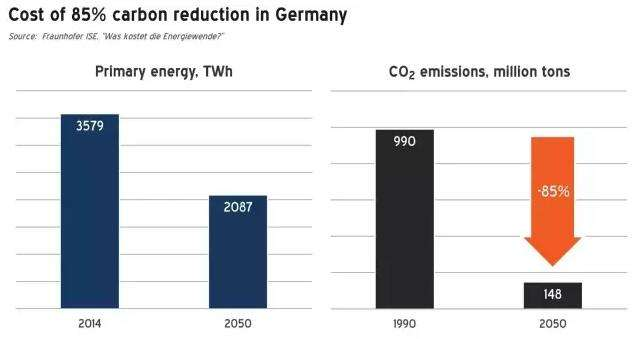 Cost of 85% carbon reduction in Germany
Source: Fraunhofer ISE, "Was kostet die Energiewende?"
Primary energy, TWh
3579
2087
2014
2050
CO₂ emissions, million tons
990
-85%
148
1990
2050